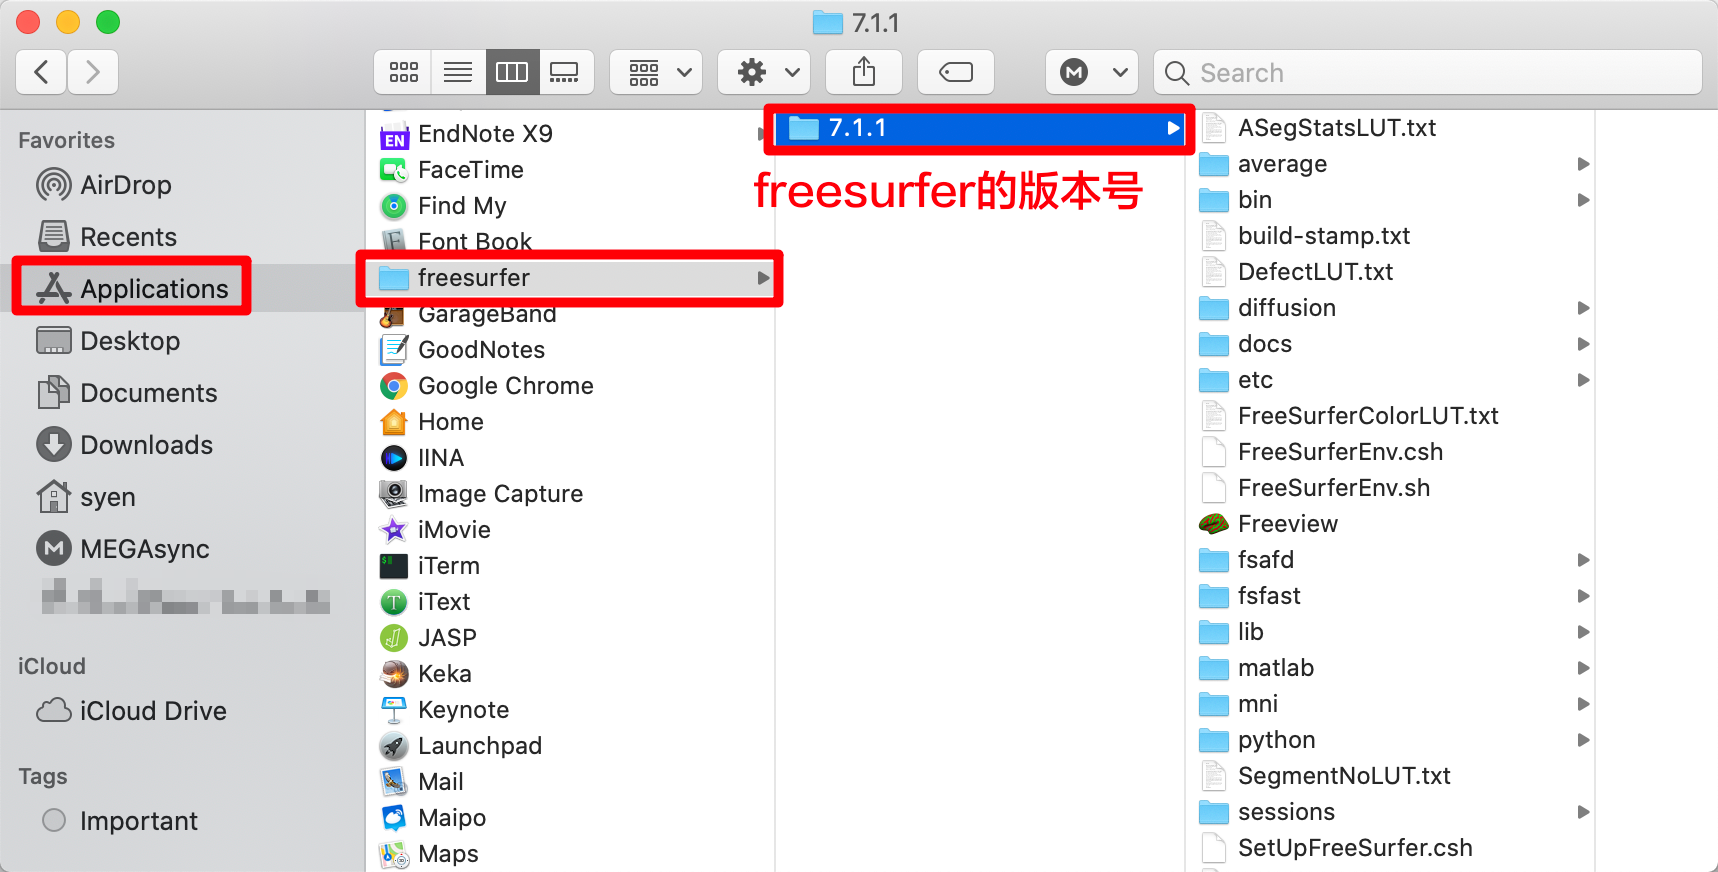 7.1.1
Search
Favorites
AirDrop
Recents
Applications
Desktop
Documents
Downloads
syen
MEGAsync
iCloud
iCloud Drive
Tags
Important
EndNote X9
FaceTime
Find My
Font Book
freesurfer
GarageBand
GoodNotes
Google Chrome
Home
IINA
Image Capture
iMovie
iTerm
iText
JASP
Keka
Keynote
Launchpad
Mail
Maipo
Maps
7.1.1
freesurfer的版本号
ASegStatsLUT.txt
average
bin
build-stamp.txt
DefectLUT.txt
diffusion
docs
etc
FreeSurferColorLUT.txt
FreeSurferEnv.csh
FreeSurferEnv.sh
Freeview
fsafd
fsfast
lib
matlab
mni
python
SegmentNoLUT.txt
sessions
SetUpFreeSurfer.csh